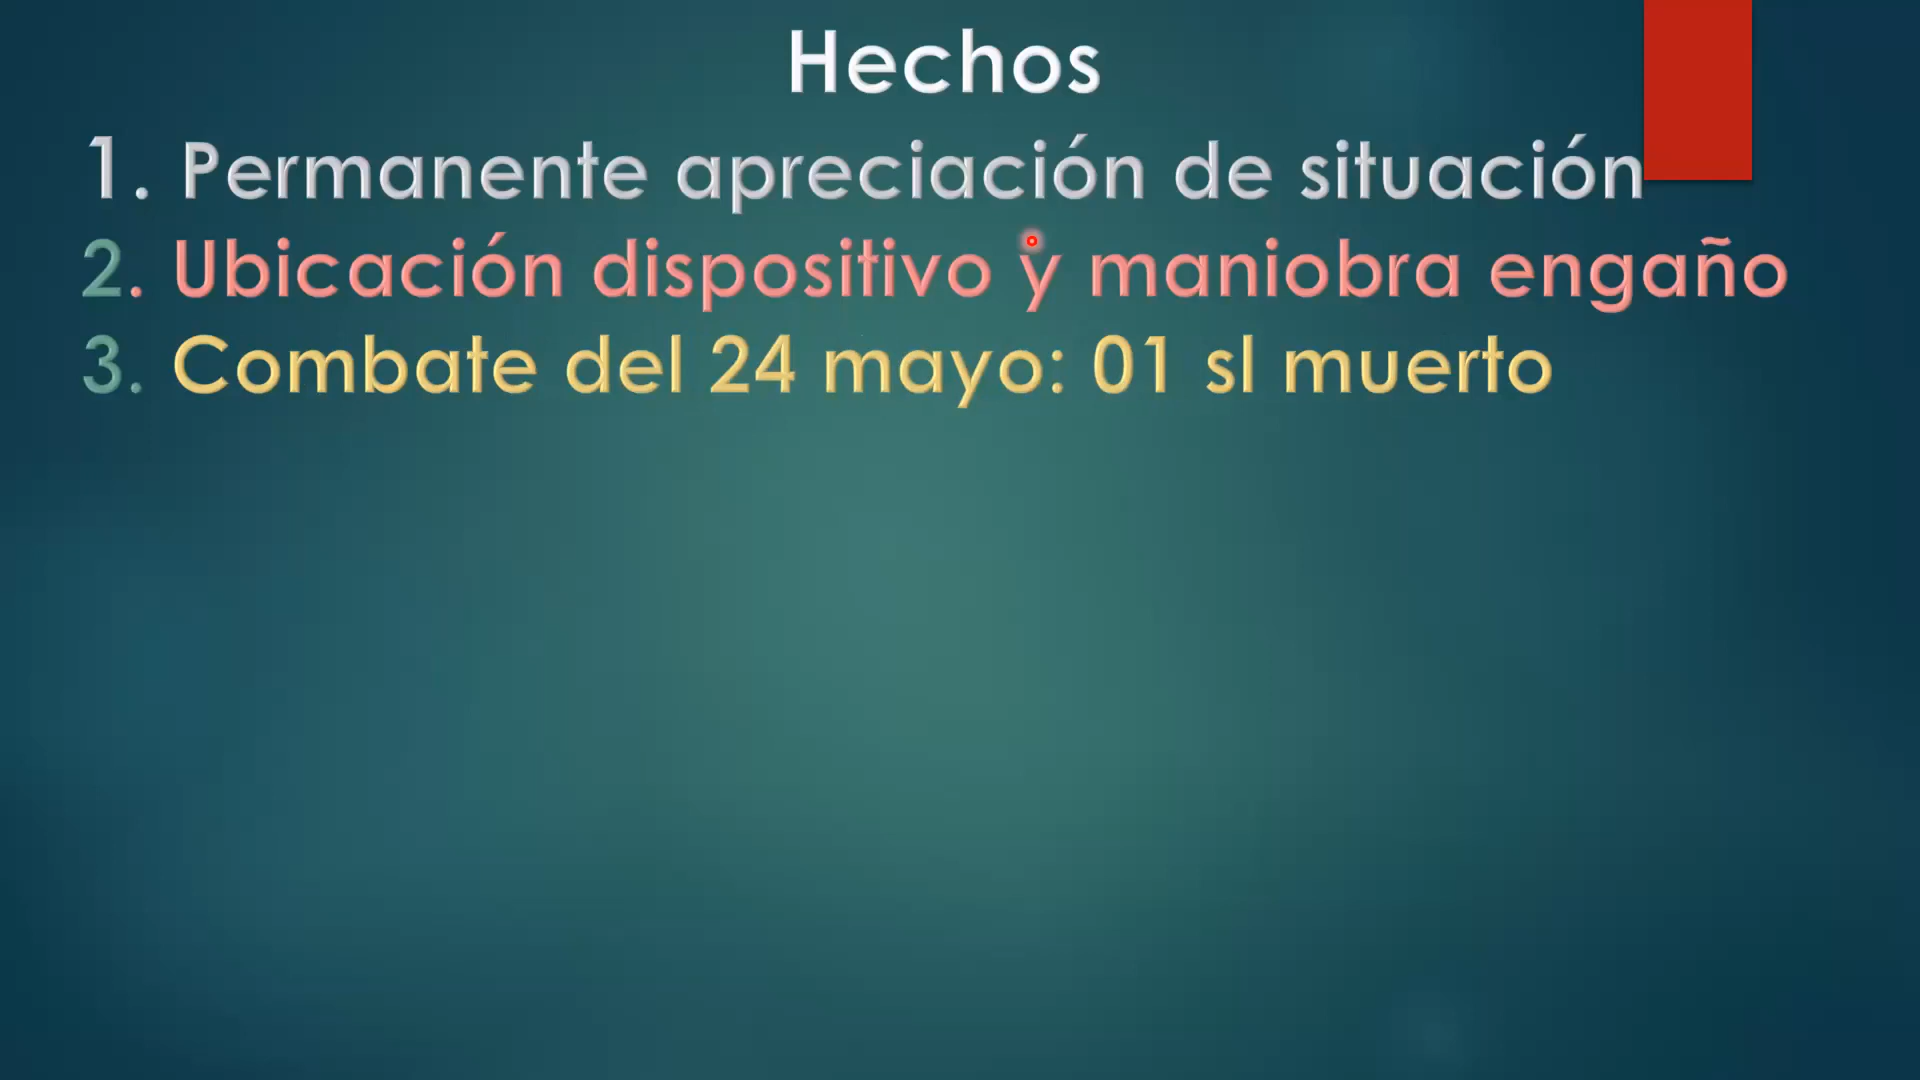 Hechos
1. Permanente apreciación de situación
2. Ubicación dispositivo y maniobra engaño
3. Combate del 24 mayo: 01 sl muerto